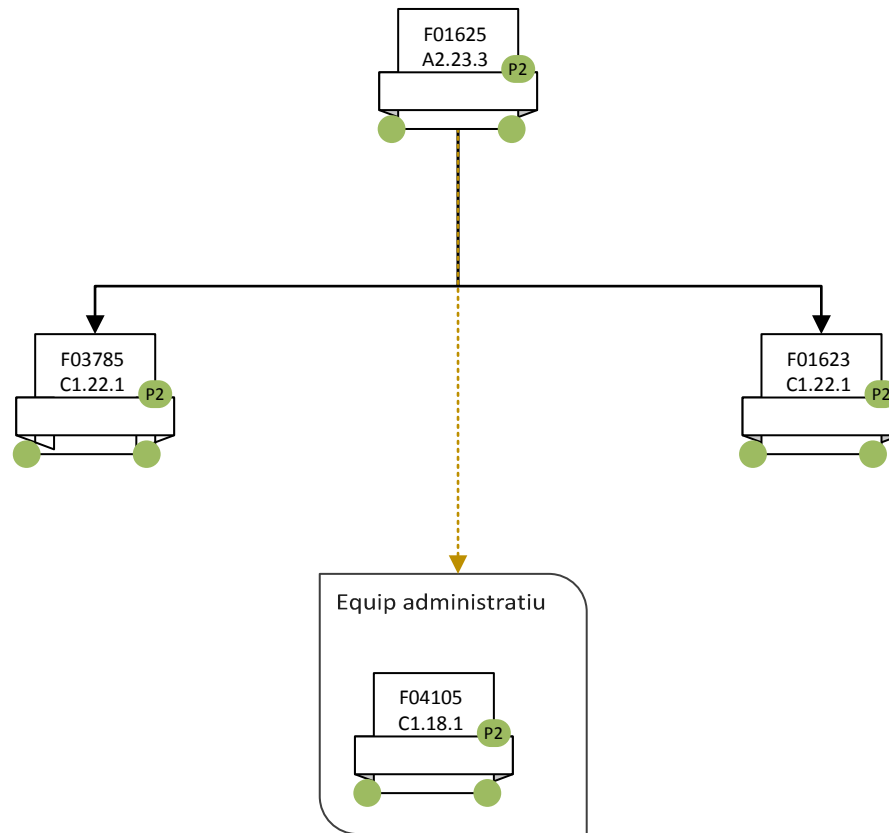 F01625
A2.23.3
P2
F03785
C1.22.1
P2
F01623
C1.22.1
P2
Equip administratiu
F04105
C1.18.1
P2